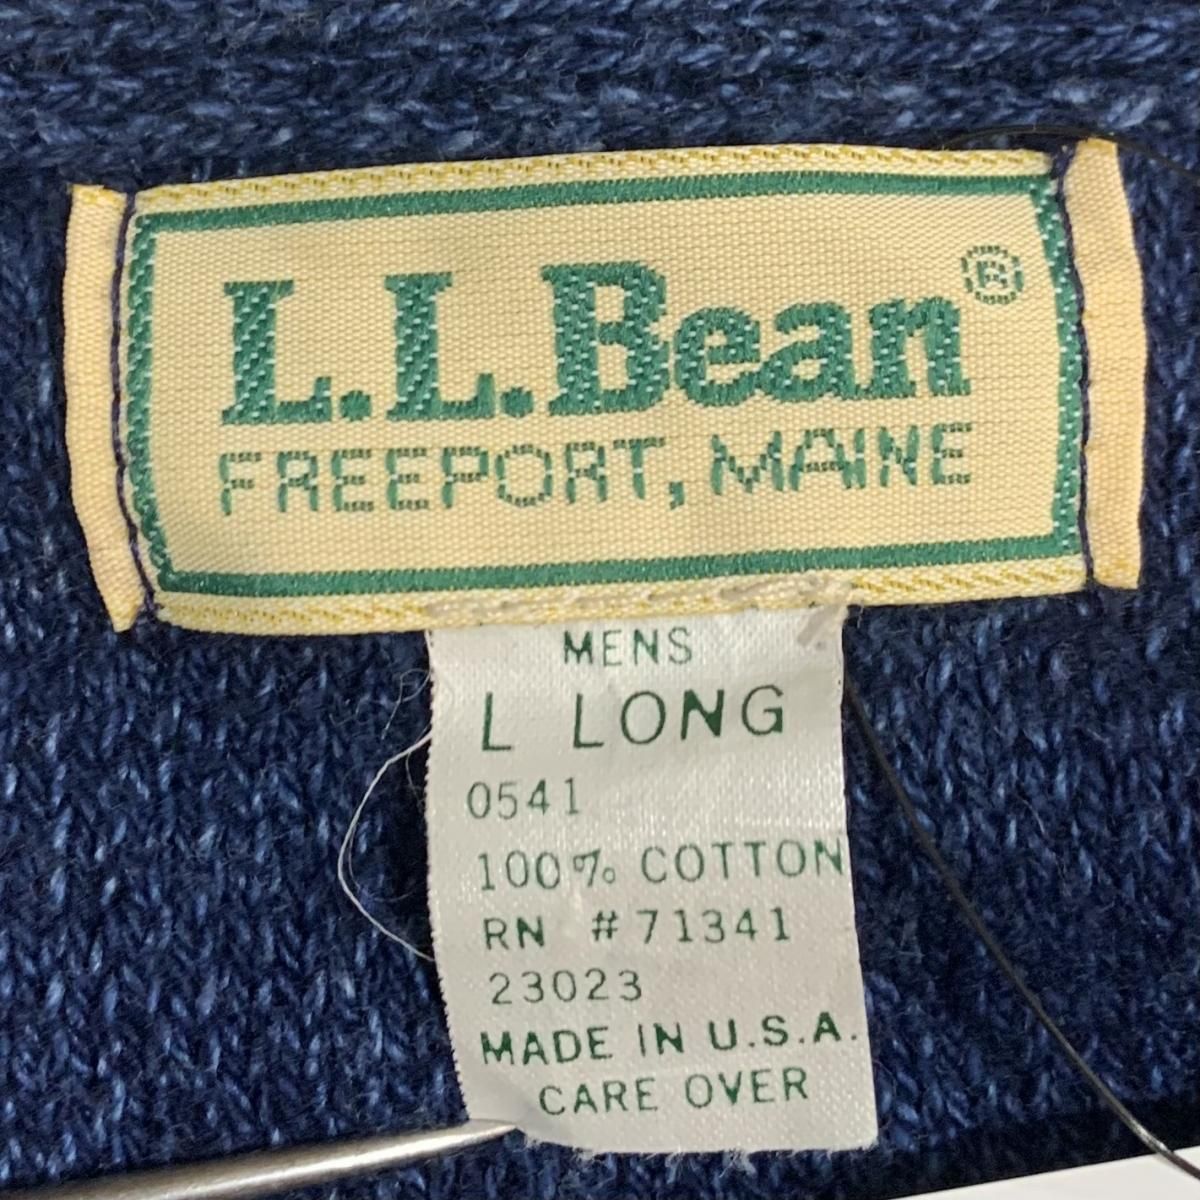 L.L.Bean®
FREEPORT, MAINE
MENS
L LONG
0541
100% COTTON
RN #71341
23023
MADE IN U.S.A.
CARE OVER